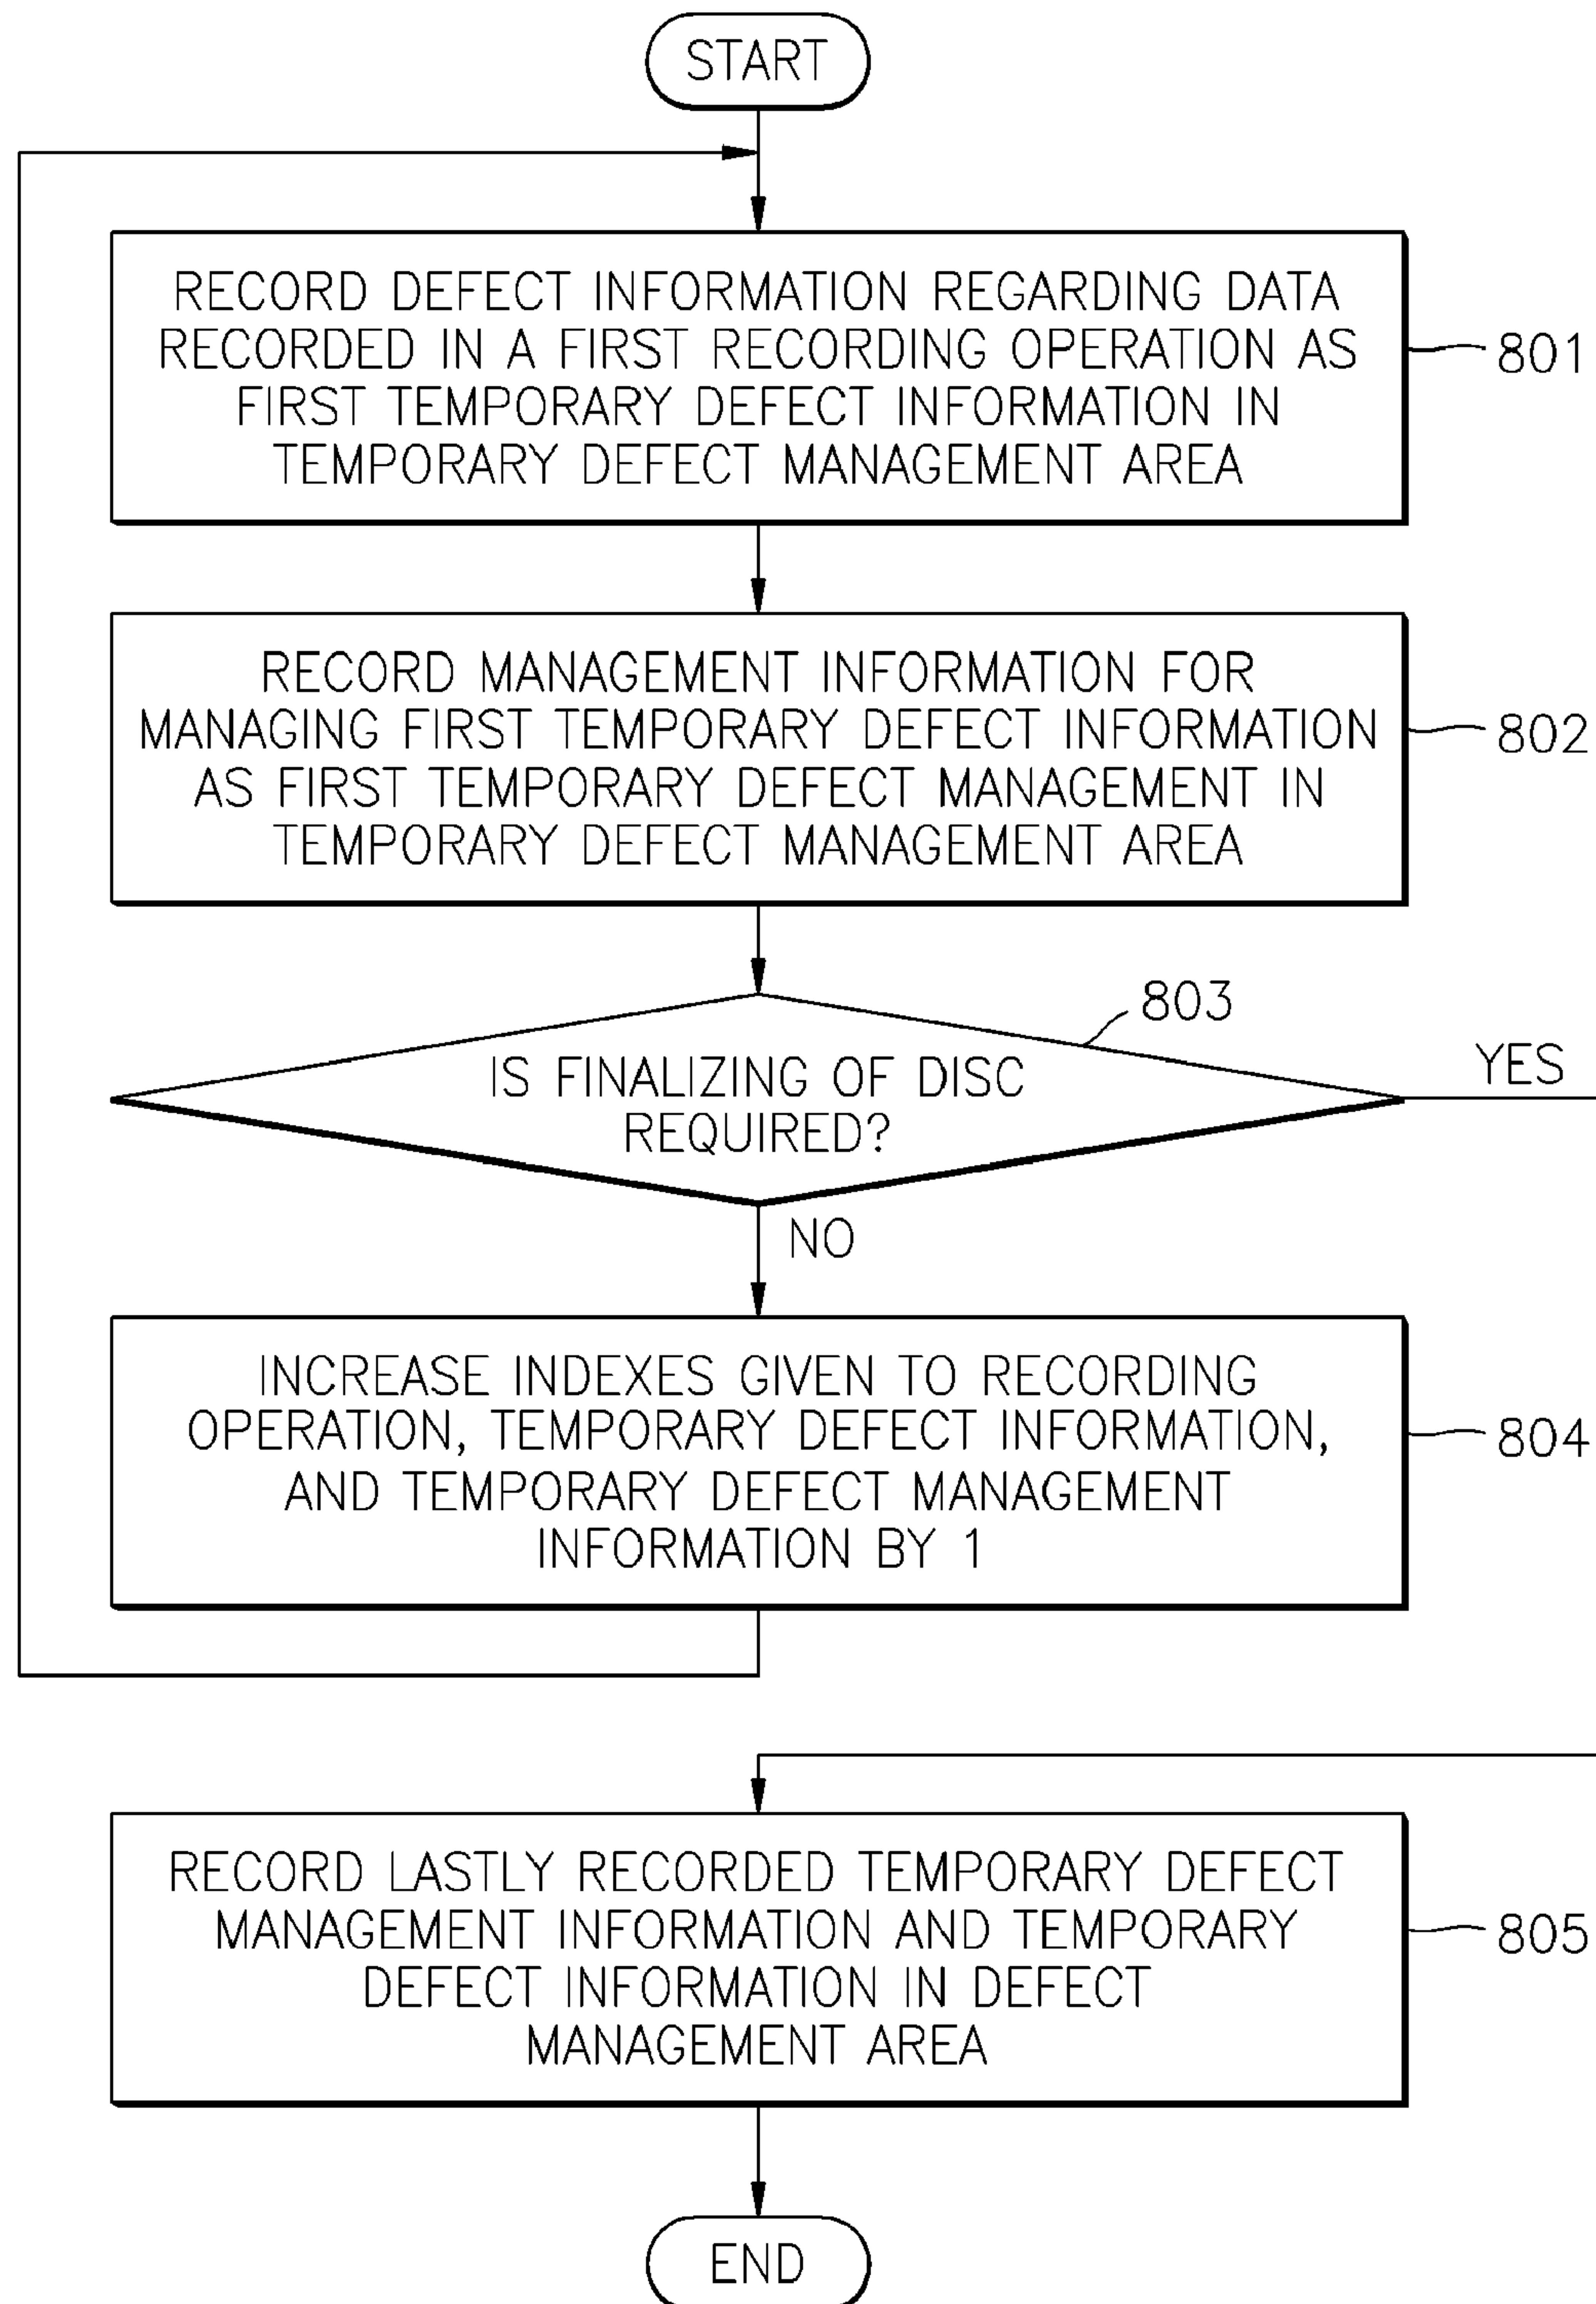 START
RECORD DEFECT INFORMATION REGARDING DATA
RECORDED IN A FIRST RECORDING OPERATION AS
FIRST TEMPORARY DEFECT INFORMATION IN
TEMPORARY DEFECT MANAGEMENT AREA
801
RECORD MANAGEMENT INFORMATION FOR
MANAGING FIRST TEMPORARY DEFECT INFORMATION
AS FIRST TEMPORARY DEFECT MANAGEMENT IN
TEMPORARY DEFECT MANAGEMENT AREA
802
803
IS FINALIZING OF DISC
REQUIRED?
YES
NO
INCREASE INDEXES GIVEN TO RECORDING
OPERATION, TEMPORARY DEFECT INFORMATION,
AND TEMPORARY DEFECT MANAGEMENT
INFORMATION BY 1
804
RECORD LASTLY RECORDED TEMPORARY DEFECT
MANAGEMENT INFORMATION AND TEMPORARY
DEFECT INFORMATION IN DEFECT
MANAGEMENT AREA
805
END